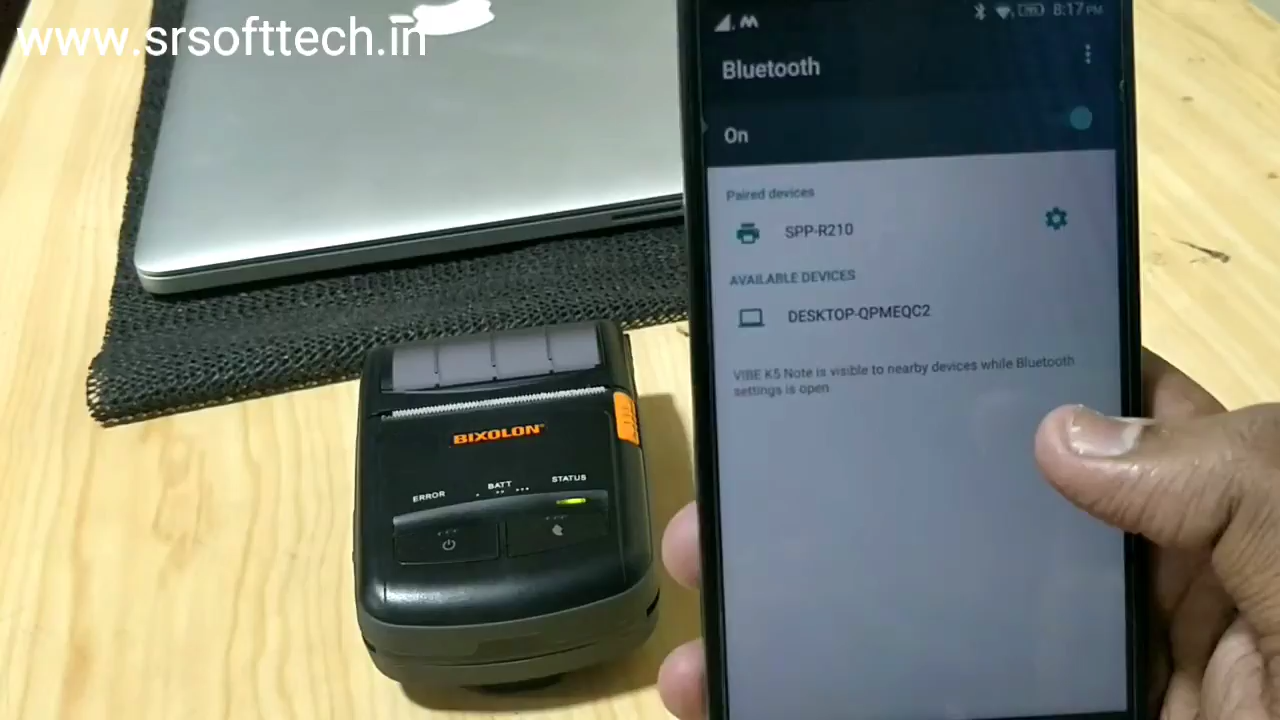 www.srsofttech.in
8:17PM
Bluetooth
On
Paired devices
SPP-R210
AVAILABLE DEVICES
DESKTOP-QPMEQC2
VIBE K5 Note is visible to nearby devices while Bluetooth
settings is open
BIXOLON
ERROR
BATT
STATUS